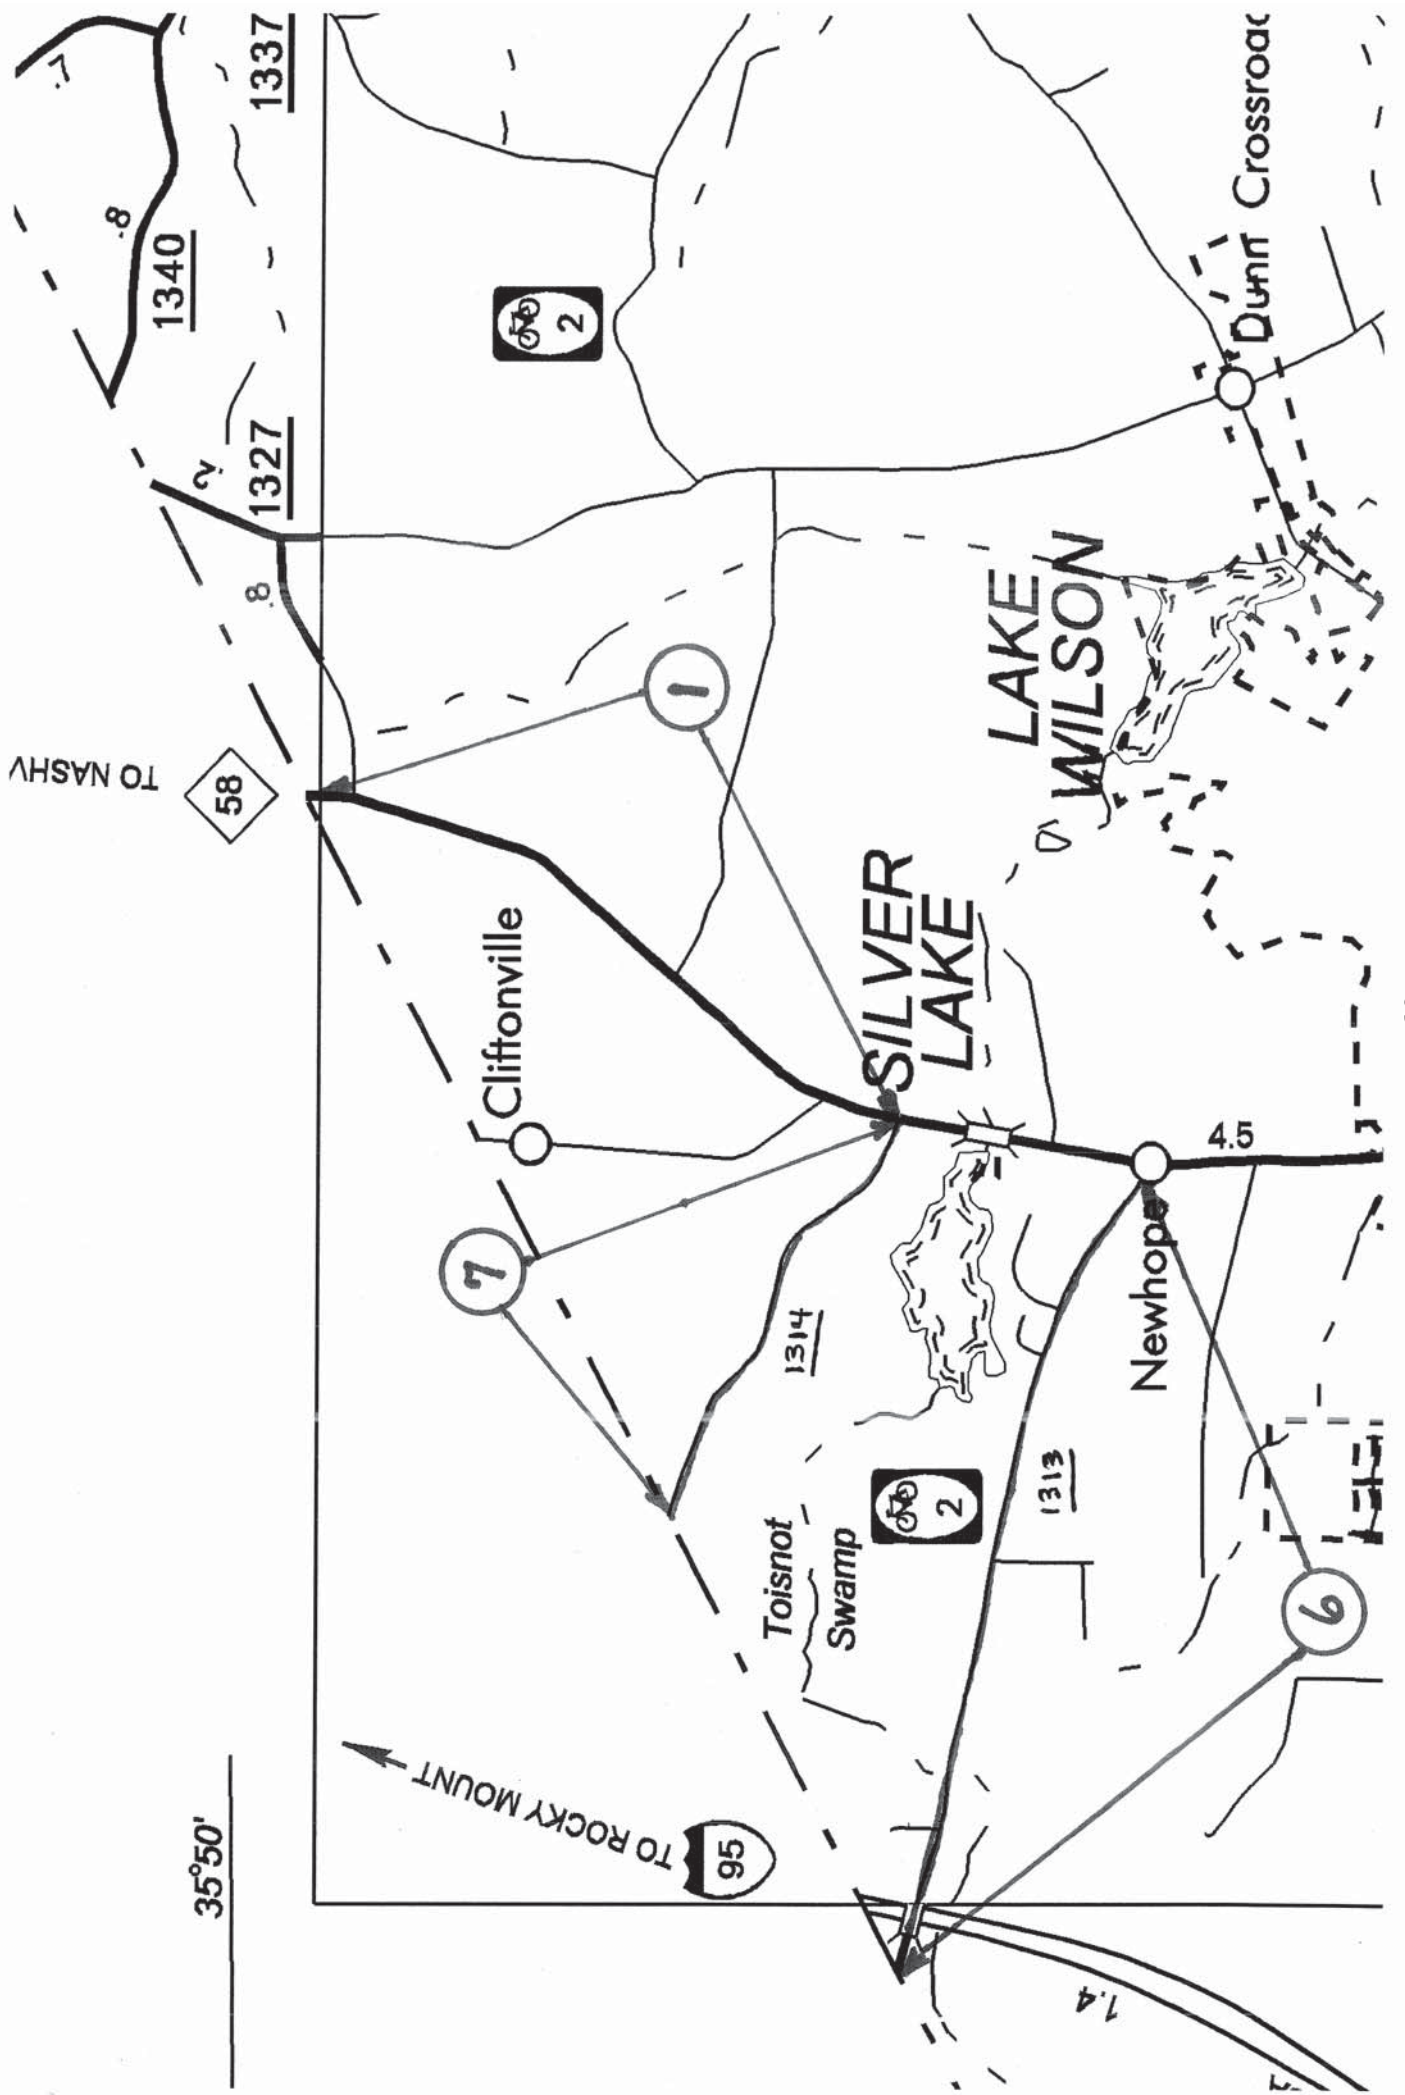 35°50'
TO ROCKY MOUNT
95
1.4
TO NASHV
58
.8
1327
.2
1340
.8
.7
1337
Cliftonville
7
1
2
1314
SILVER
LAKE
LAKE
WILSON
Toisnot
Swamp
2
1313
Newhope
4.5
6
Dunn Crossroad